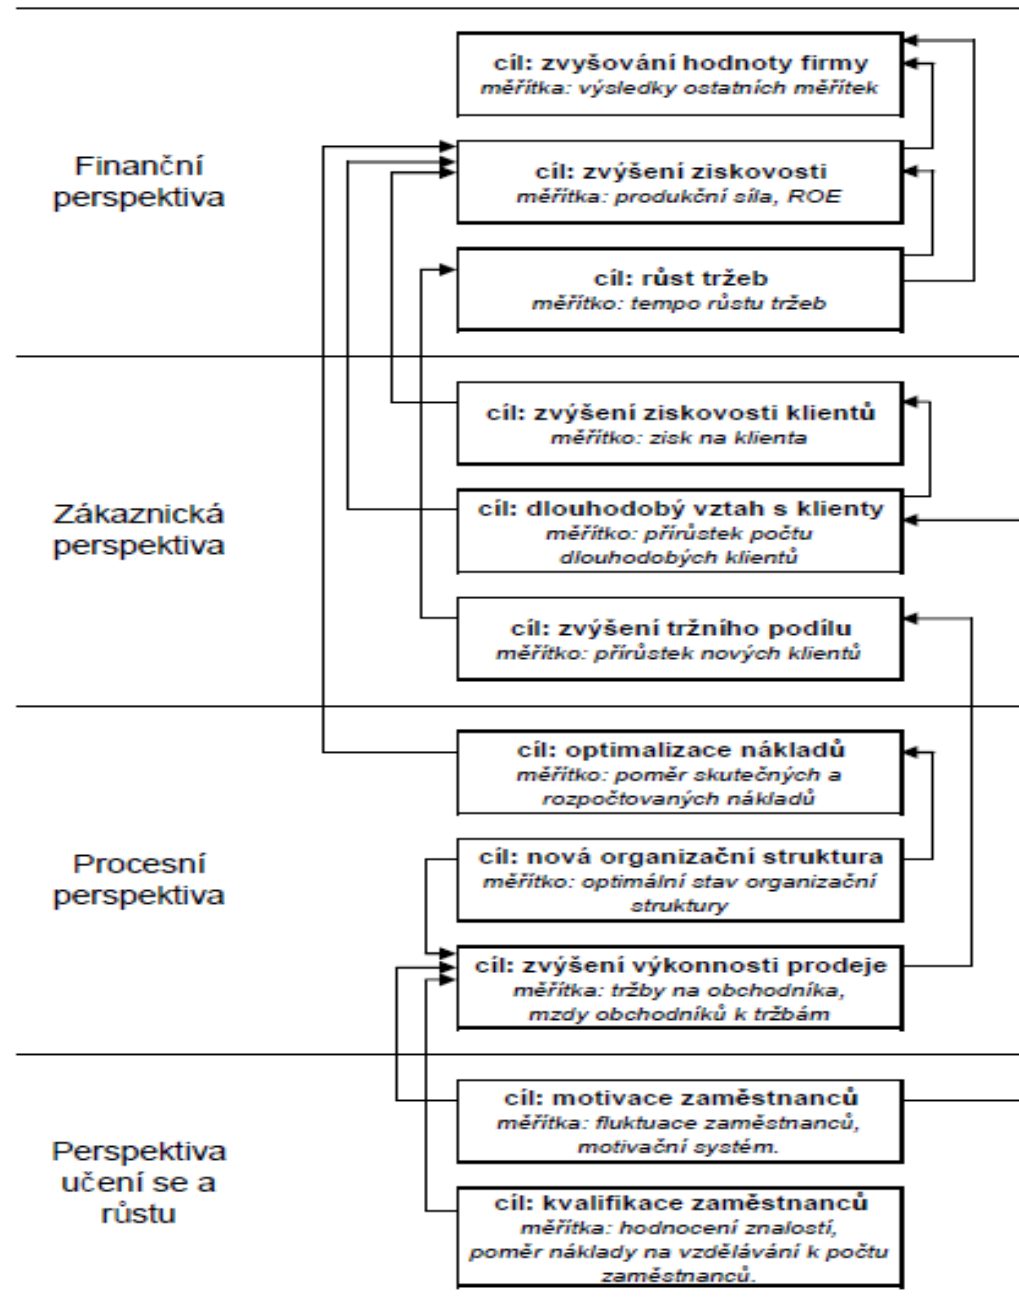 cíl: zvyšování hodnoty firmy
měřítka: výsledky ostatních měřítek
Finanční
perspektiva
cíl: zvýšení ziskovosti
měřítka: produkční síla, ROE
cíl: růst tržeb
měřítko: tempo růstu tržeb
cíl: zvýšení ziskovosti klientů
měřítko: zisk na klienta
Zákaznická
perspektiva
cíl: dlouhodobý vztah s klienty
měřítko: přírůstek počtu
dlouhodobých klientů
cíl: zvýšení tržního podílu
měřítko: přírůstek nových klientů
cíl: optimalizace nákladů
měřítko: poměr skutečných a
rozpočtovaných nákladů
Procesní
perspektiva
cíl: nová organizační struktura
měřítko: optimální stav organizační
struktury
cíl: zvýšení výkonnosti prodeje
měřítka: tržby na obchodníka,
mzdy obchodníků k tržbám
cíl: motivace zaměstnanců
měřítka: fluktuace zaměstnanců,
motivační systém.
Perspektiva
učení se a
růstu
cíl: kvalifikace zaměstnanců
měřítka: hodnocení znalostí,
poměr náklady na vzdělávání k počtu
zaměstnanců.